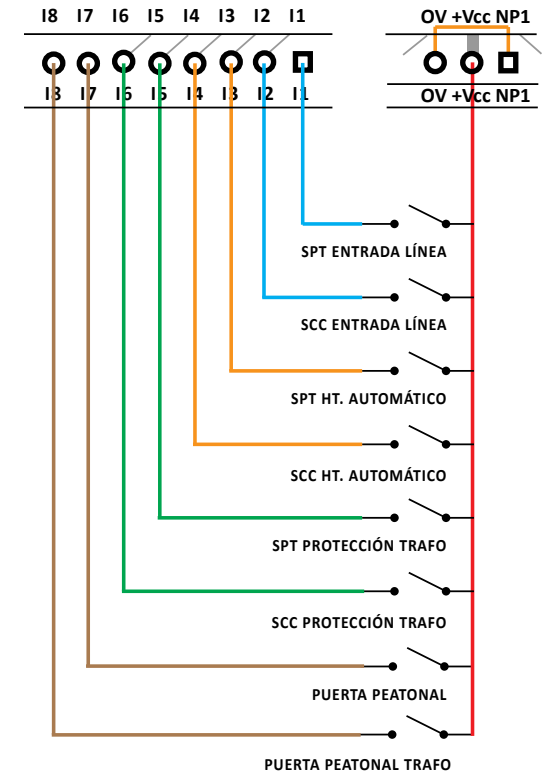 I8 I7 I6 I5 I4 I3 I2 I1
OV +Vcc NP1
I8 I7 I6 I5 I4 I3 I2 I1
OV +Vcc NP1
SPT ENTRADA LÍNEA
SCC ENTRADA LÍNEA
SPT HT. AUTOMÁTICO
SCC HT. AUTOMÁTICO
SPT PROTECCIÓN TRAFO
SCC PROTECCIÓN TRAFO
PUERTA PEATONAL
PUERTA PEATONAL TRAFO